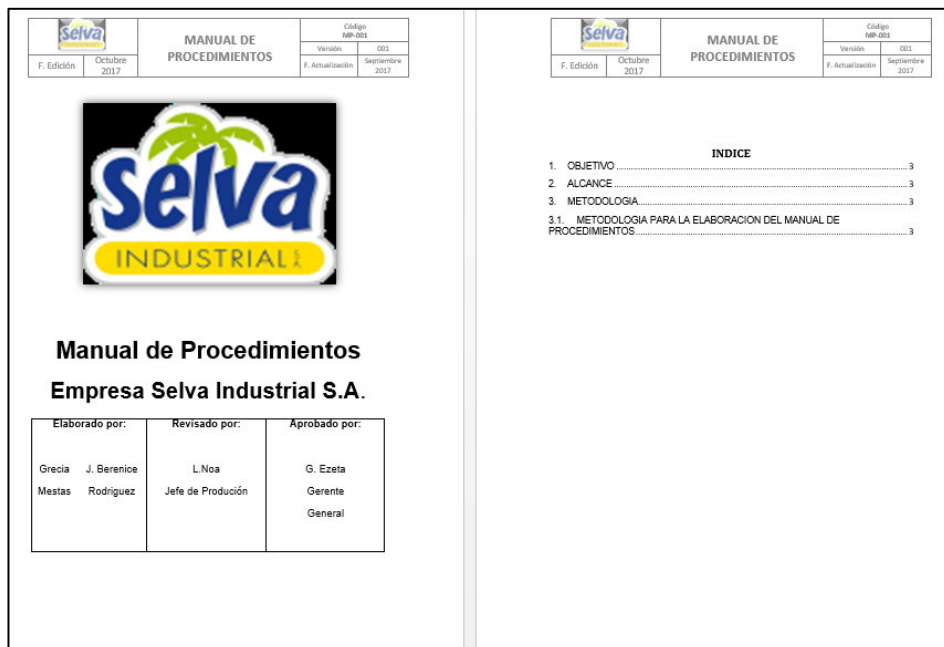 Selva
MANUAL DE
PROCEDIMIENTOS
Código
MP-001
Versión 001
F. Edición Octubre
2017
F. Actualización Septiembre
2017
Selva
INDUSTRIAL S.A.
Manual de Procedimientos
Empresa Selva Industrial S.A.
Elaborado por: Revisado por: Aprobado por:
Grecia J. Berenice L.Noa G. Ezeta
Mestas Rodriguez Jefe de Produción Gerente
General
Selva
MANUAL DE
PROCEDIMIENTOS
Código
MP-001
Versión 001
F. Edición Octubre
2017
F. Actualización Septiembre
2017
INDICE
1. OBJETIVO 3
2. ALCANCE 3
3. METODOLOGIA 3
3.1. METODOLOGIA PARA LA ELABORACION DEL MANUAL DE
PROCEDIMIENTOS 3